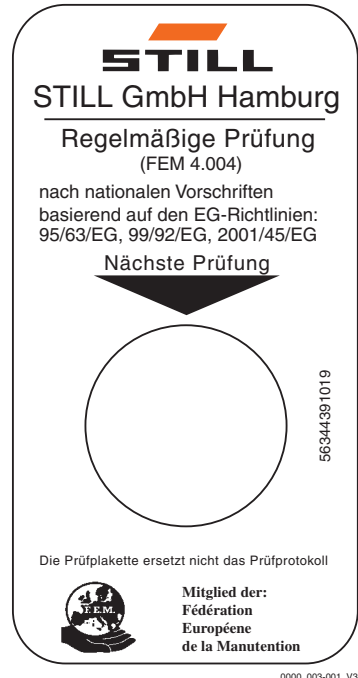 STILL
STILL GmbH Hamburg
Regelmäßige Prüfung
(FEM 4.004)
nach nationalen Vorschriften
basierend auf den EG-Richtlinien:
95/63/EG, 99/92/EG, 2001/45/EG
Nächste Prüfung
56344391019
Die Prüfplakette ersetzt nicht das Prüfprotokoll
F.E.M.
Mitglied der:
Fédération
Européene
de la Manutention
0000_003-001_V3